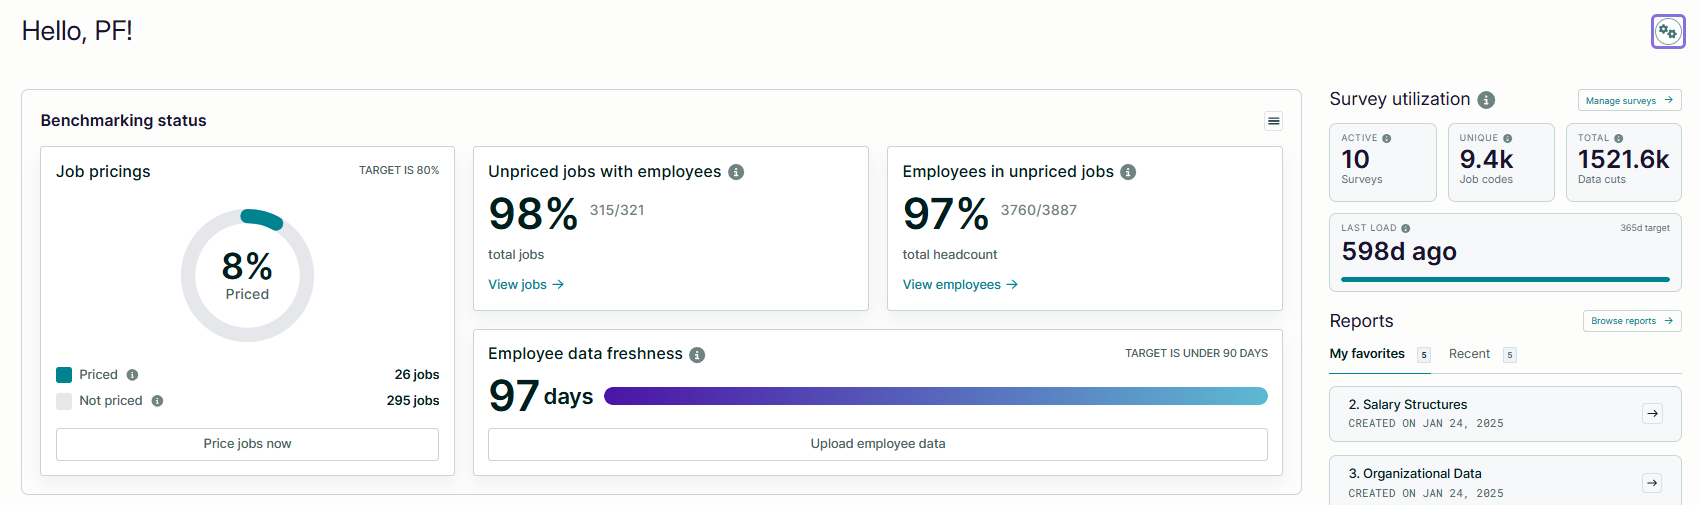 Hello, PF!
Benchmarking status
Job pricings
TARGET IS 80%
8%
Priced
Priced
26 jobs
Not priced
295 jobs
Price jobs now
Unpriced jobs with employees
98% 315/321
total jobs
View jobs →
Employees in unpriced jobs
97% 3760/3887
total headcount
View employees →
Employee data freshness
TARGET IS UNDER 90 DAYS
97 days
Upload employee data
Survey utilization
Manage surveys →
ACTIVE
10
Surveys
UNIQUE
9.4k
Job codes
TOTAL
1521.6k
Data cuts
LAST LOAD
365d target
598d ago
Reports
Browse reports →
My favorites 5
Recent 5
2. Salary Structures
CREATED ON JAN 24, 2025
3. Organizational Data
CREATED ON JAN 24, 2025